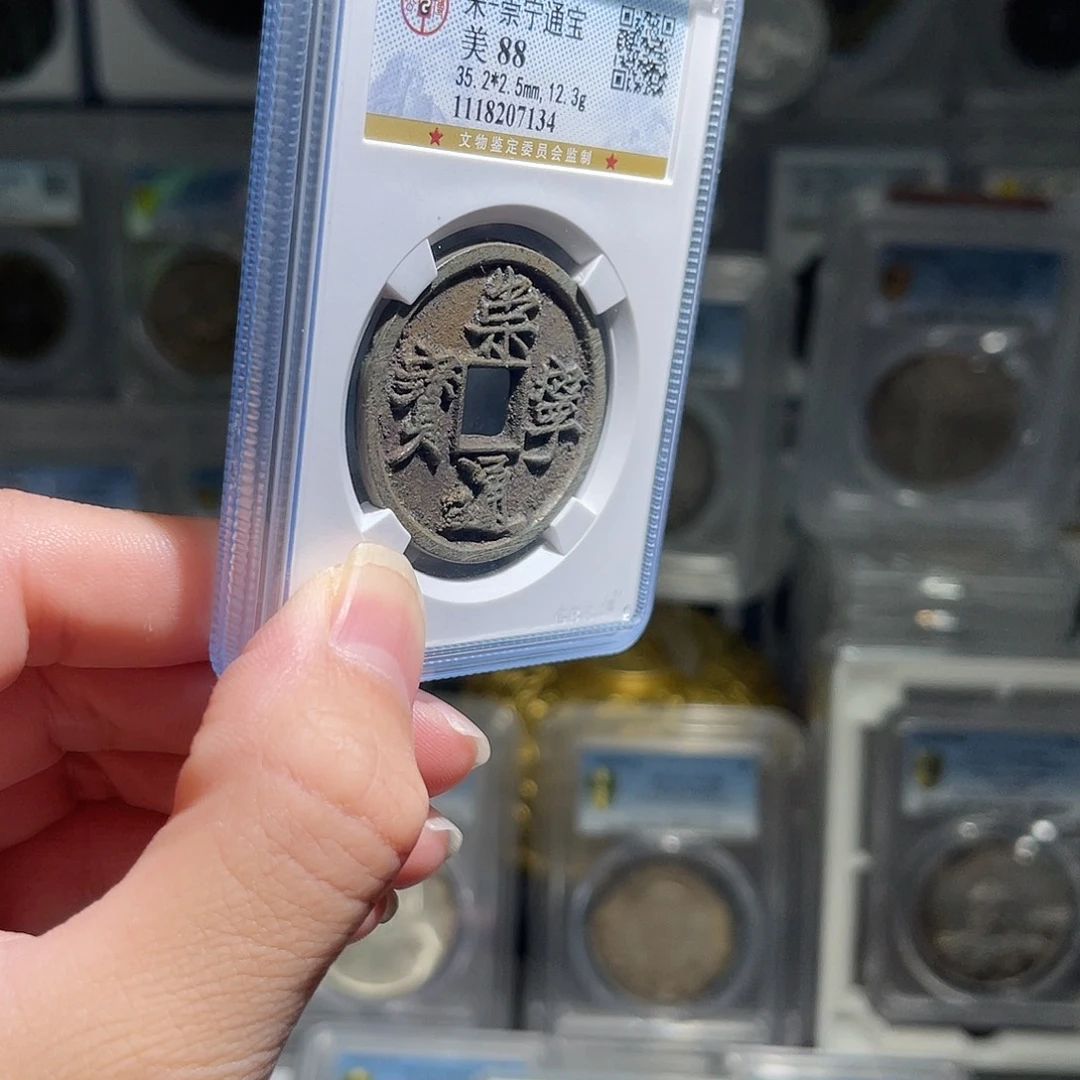 宋-崇宁通宝
美 88
35.2*2.5mm, 12.3g
1118207134
★ 文物鉴定委员会监制 ★
崇
寶 寧
通